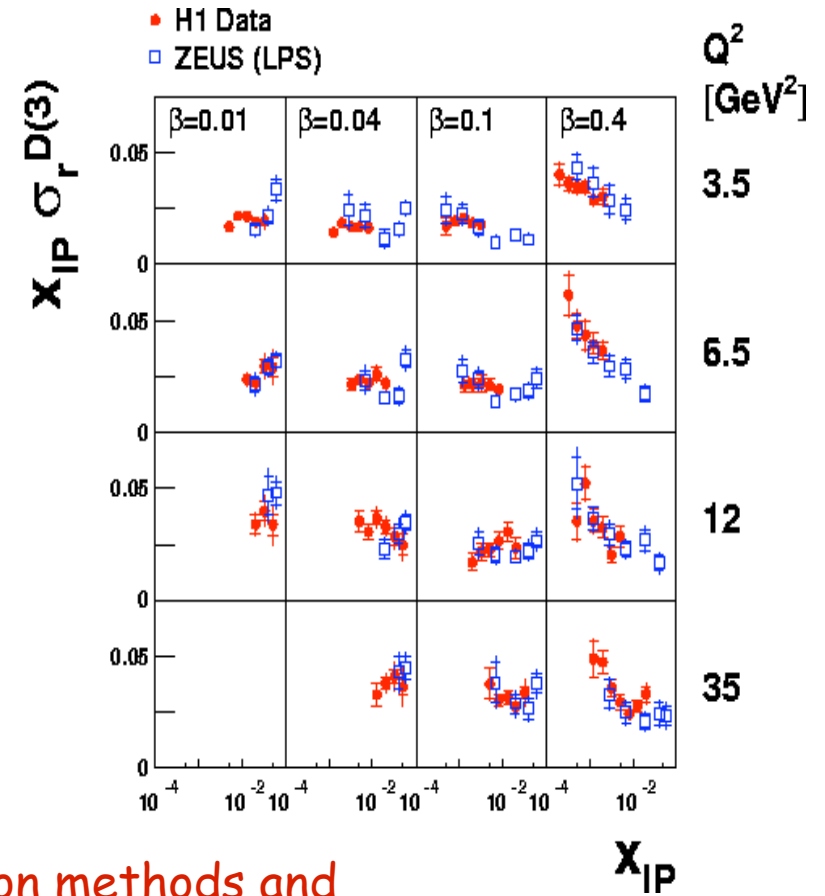 H1 Data
ZEUS (LPS)
Q²
[GeV²]
x_IP σ_r^D(3)
β=0.01 β=0.04 β=0.1 β=0.4
0.05
3.5
0
0.05
6.5
0
0.05
12
0
0.05
35
0
10⁻⁴ 10⁻² 10⁻⁴ 10⁻² 10⁻⁴ 10⁻² 10⁻⁴ 10⁻²
x_IP
on methods and